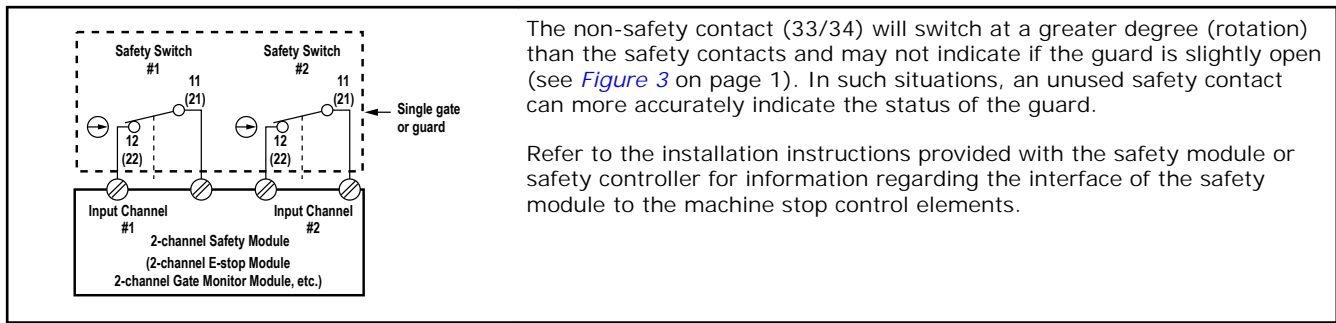 Safety Switch
#1
Safety Switch
#2
11
(21)
11
(21)
Single gate
or guard
12
(22)
12
(22)
Input Channel
#1
Input Channel
#2
2-channel Safety Module
(2-channel E-stop Module
2-channel Gate Monitor Module, etc.)
The non-safety contact (33/34) will switch at a greater degree (rotation)
than the safety contacts and may not indicate if the guard is slightly open
(see Figure 3 on page 1). In such situations, an unused safety contact
can more accurately indicate the status of the guard.
Refer to the installation instructions provided with the safety module or
safety controller for information regarding the interface of the safety
module to the machine stop control elements.